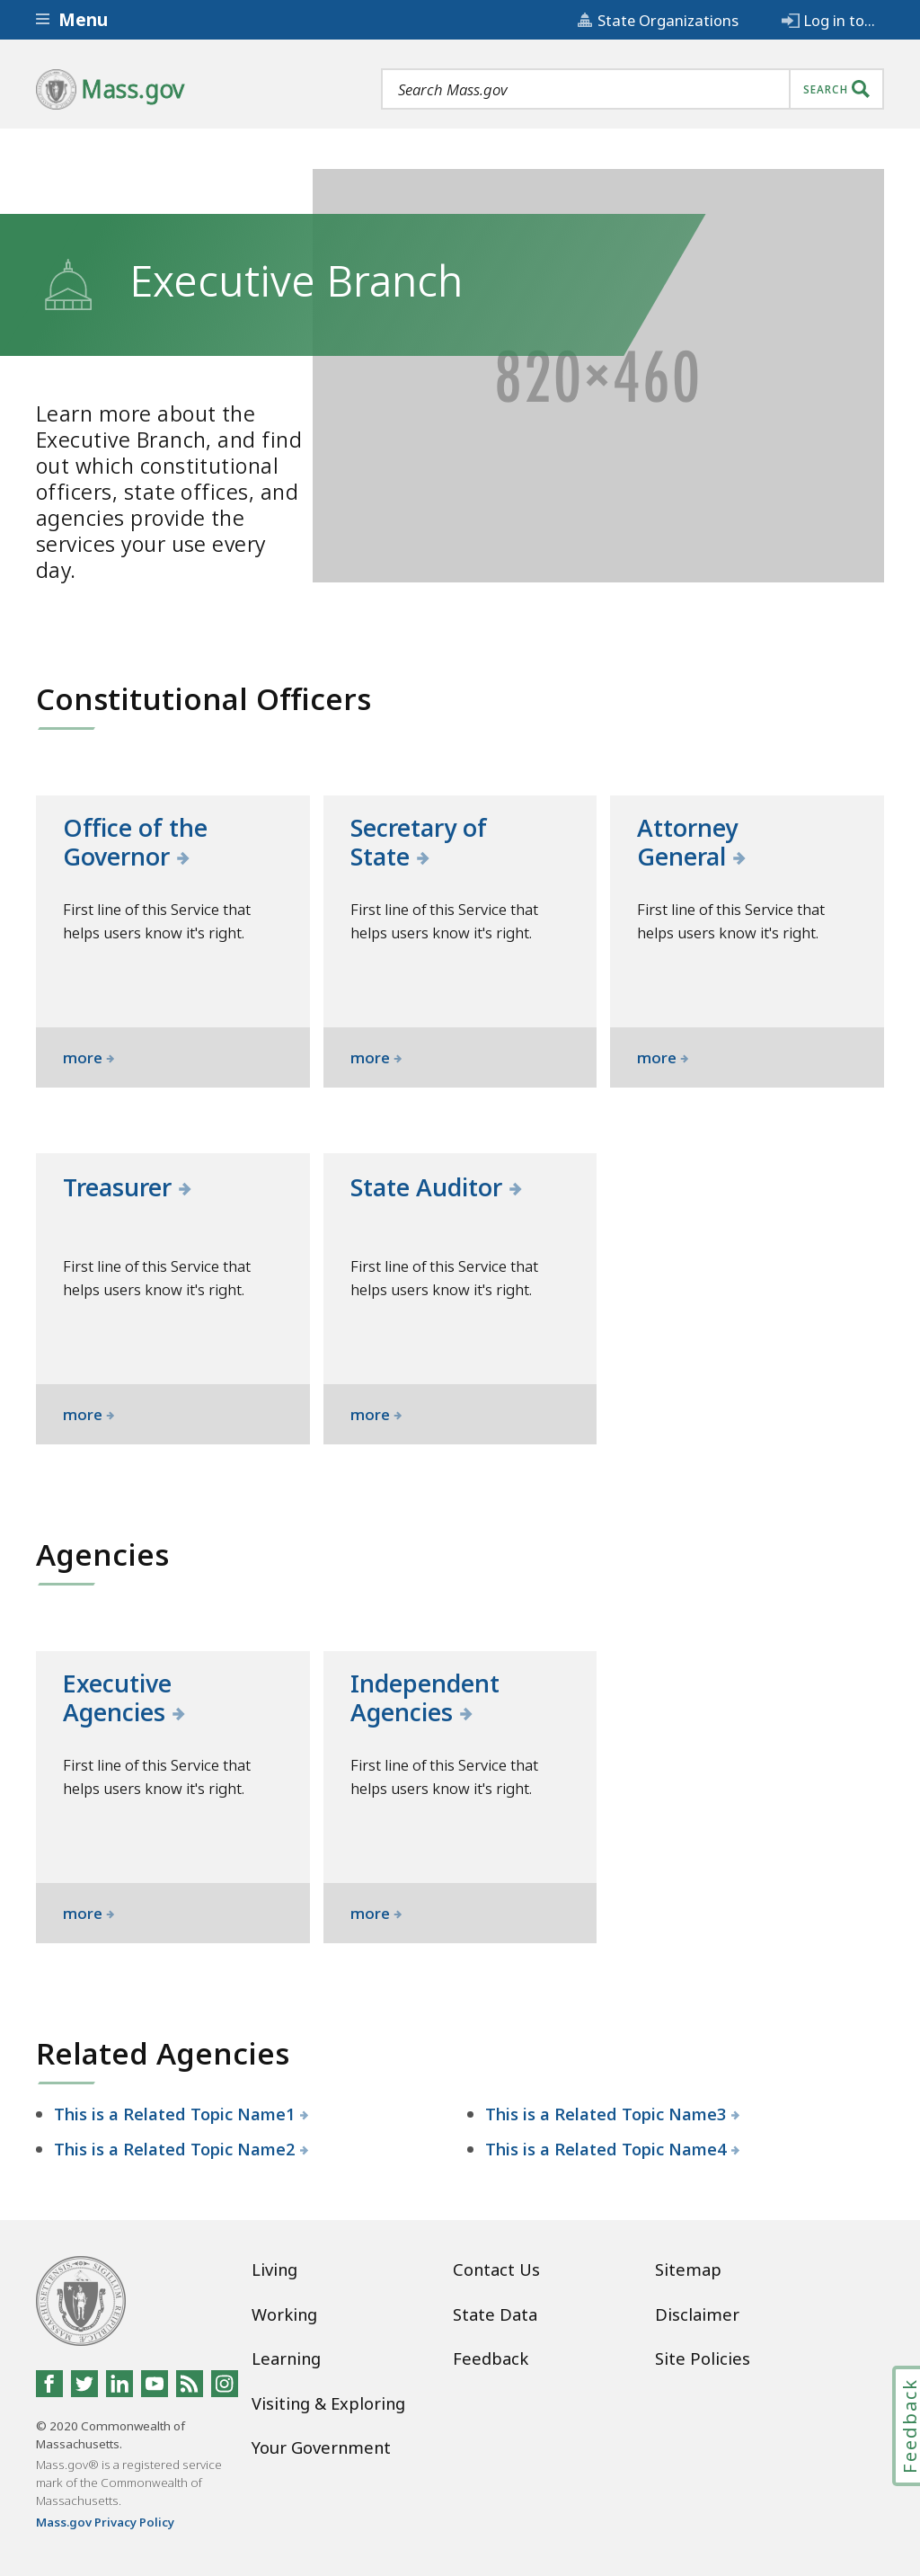 Menu
State Organizations
Log in to...
Mass.gov
Search Mass.gov
SEARCH
Executive Branch
820×460
Learn more about the
Executive Branch, and find
out which constitutional
officers, state offices, and
agencies provide the
services your use every
day.
Constitutional Officers
Office of the
Governor
First line of this Service that
helps users know it's right.
more
Secretary of
State
First line of this Service that
helps users know it's right.
more
Attorney
General
First line of this Service that
helps users know it's right.
more
Treasurer
First line of this Service that
helps users know it's right.
more
State Auditor
First line of this Service that
helps users know it's right.
more
Agencies
Executive
Agencies
First line of this Service that
helps users know it's right.
more
Independent
Agencies
First line of this Service that
helps users know it's right.
more
Related Agencies
This is a Related Topic Name1
This is a Related Topic Name2
This is a Related Topic Name3
This is a Related Topic Name4
Living
Working
Learning
Visiting & Exploring
Your Government
Contact Us
State Data
Feedback
Sitemap
Disclaimer
Site Policies
© 2020 Commonwealth of
Massachusetts.
Mass.gov® is a registered service
mark of the Commonwealth of
Massachusetts.
Mass.gov Privacy Policy
Feedback